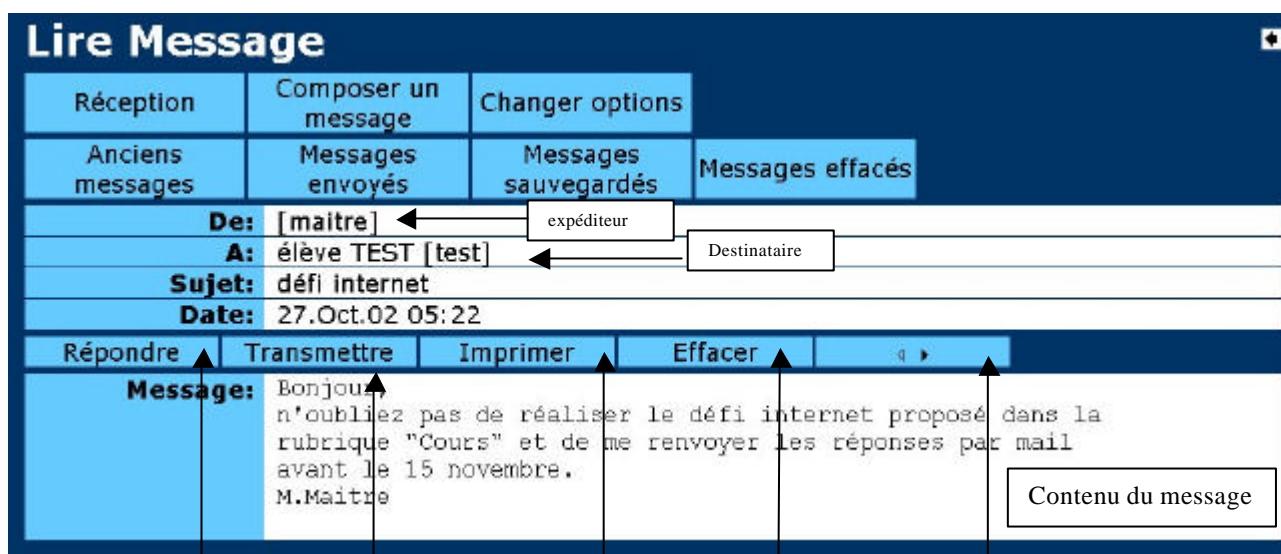 Lire Message
Réception
Composer un
message
Changer options
Anciens
messages
Messages
envoyés
Messages
sauvegardés
Messages effacés
De: [maitre]
expéditeur
A: élève TEST [test]
Destinataire
Sujet: défi internet
Date: 27.Oct.02 05:22
Répondre Transmettre Imprimer Effacer
Message: Bonjour,
n'oubliez pas de réaliser le défi internet proposé dans la
rubrique "Cours" et de me renvoyer les réponses par mail
avant le 15 novembre.
M.Maitre
Contenu du message